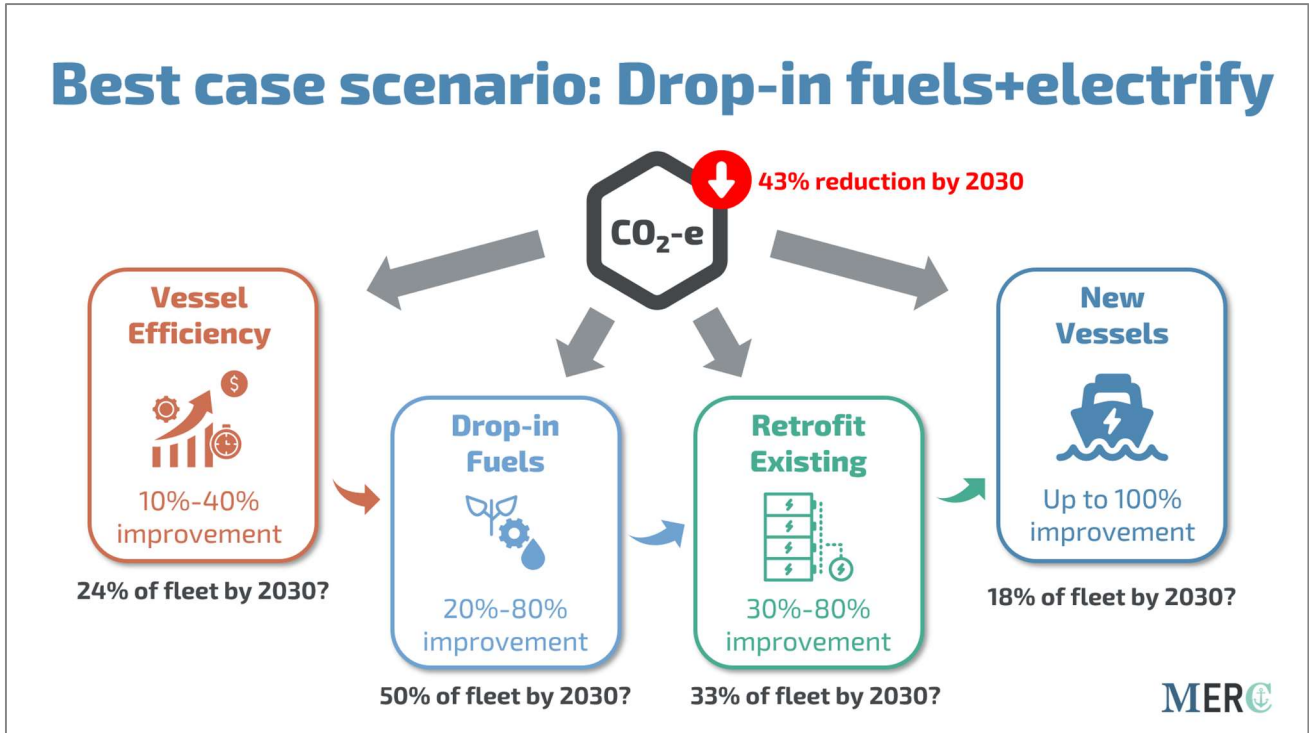 Best case scenario: Drop-in fuels+electrify
CO₂-e
43% reduction by 2030
Vessel
Efficiency
$
10%-40%
improvement
24% of fleet by 2030?
Drop-in
Fuels
20%-80%
improvement
50% of fleet by 2030?
Retrofit
Existing
30%-80%
improvement
33% of fleet by 2030?
New
Vessels
Up to 100%
improvement
18% of fleet by 2030?
MERC